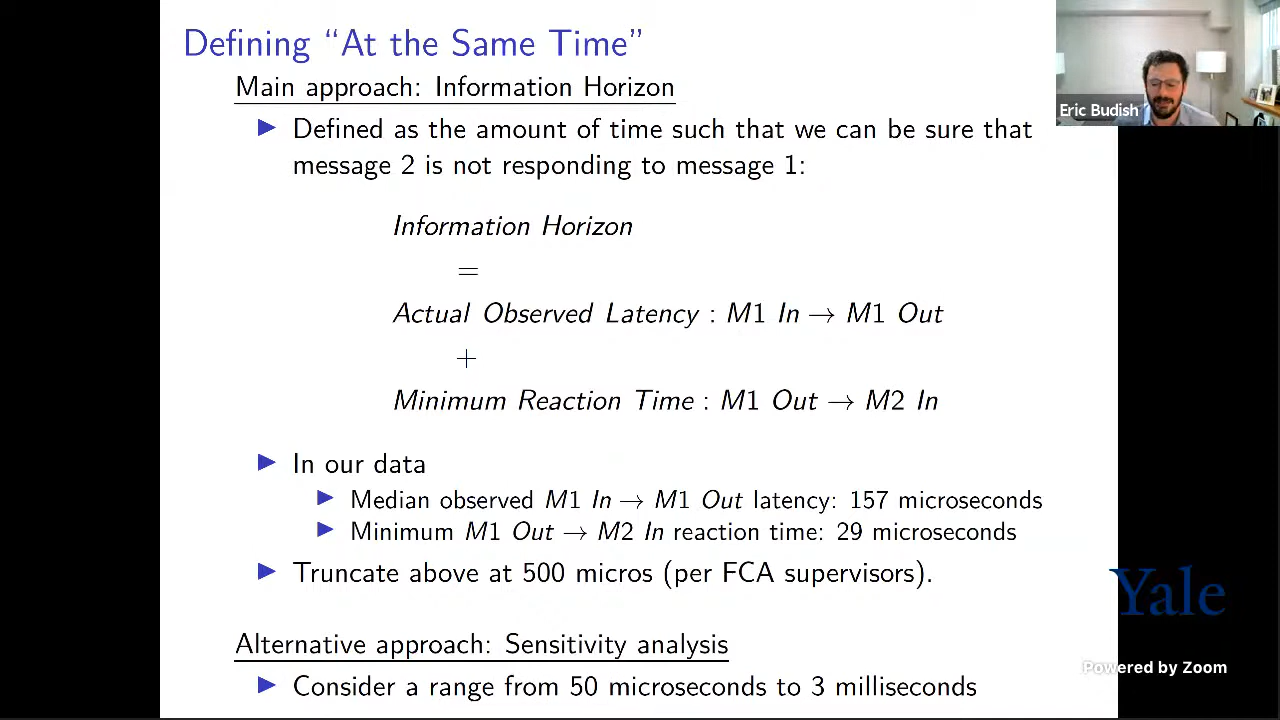 Defining “At the Same Time”
Main approach: Information Horizon
▶ Defined as the amount of time such that we can be sure that
message 2 is not responding to message 1:
Information Horizon
=
Actual Observed Latency : M1 In → M1 Out
+
Minimum Reaction Time : M1 Out → M2 In
▶ In our data
▶ Median observed M1 In → M1 Out latency: 157 microseconds
▶ Minimum M1 Out → M2 In reaction time: 29 microseconds
▶ Truncate above at 500 micros (per FCA supervisors).
Alternative approach: Sensitivity analysis
▶ Consider a range from 50 microseconds to 3 milliseconds
Eric Budish
Yale
Powered by Zoom